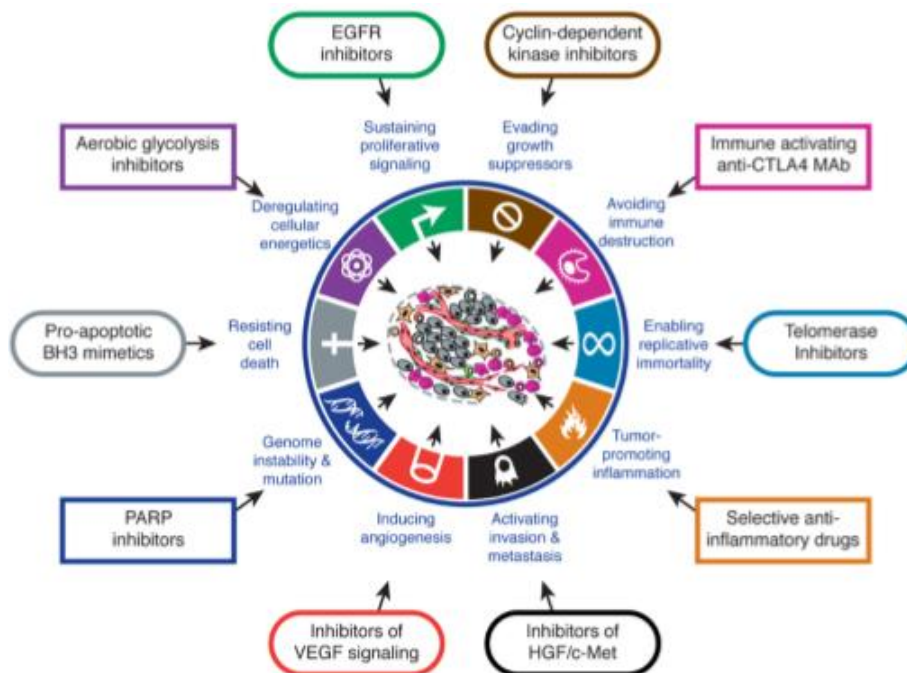 EGFR
inhibitors
Cyclin-dependent
kinase inhibitors
Sustaining
proliferative
signaling
Evading
growth
suppressors
Aerobic glycolysis
inhibitors
Immune activating
anti-CTLA4 MAb
Deregulating
cellular
energetics
Avoiding
immune
destruction
Pro-apoptotic
BH3 mimetics
Resisting
cell
death
Enabling
replicative
immortality
Telomerase
Inhibitors
Genome
instability &
mutation
Tumor-
promoting
inflammation
PARP
inhibitors
Inducing
angiogenesis
Activating
invasion &
metastasis
Selective anti-
inflammatory drugs
Inhibitors of
VEGF signaling
Inhibitors of
HGF/c-Met